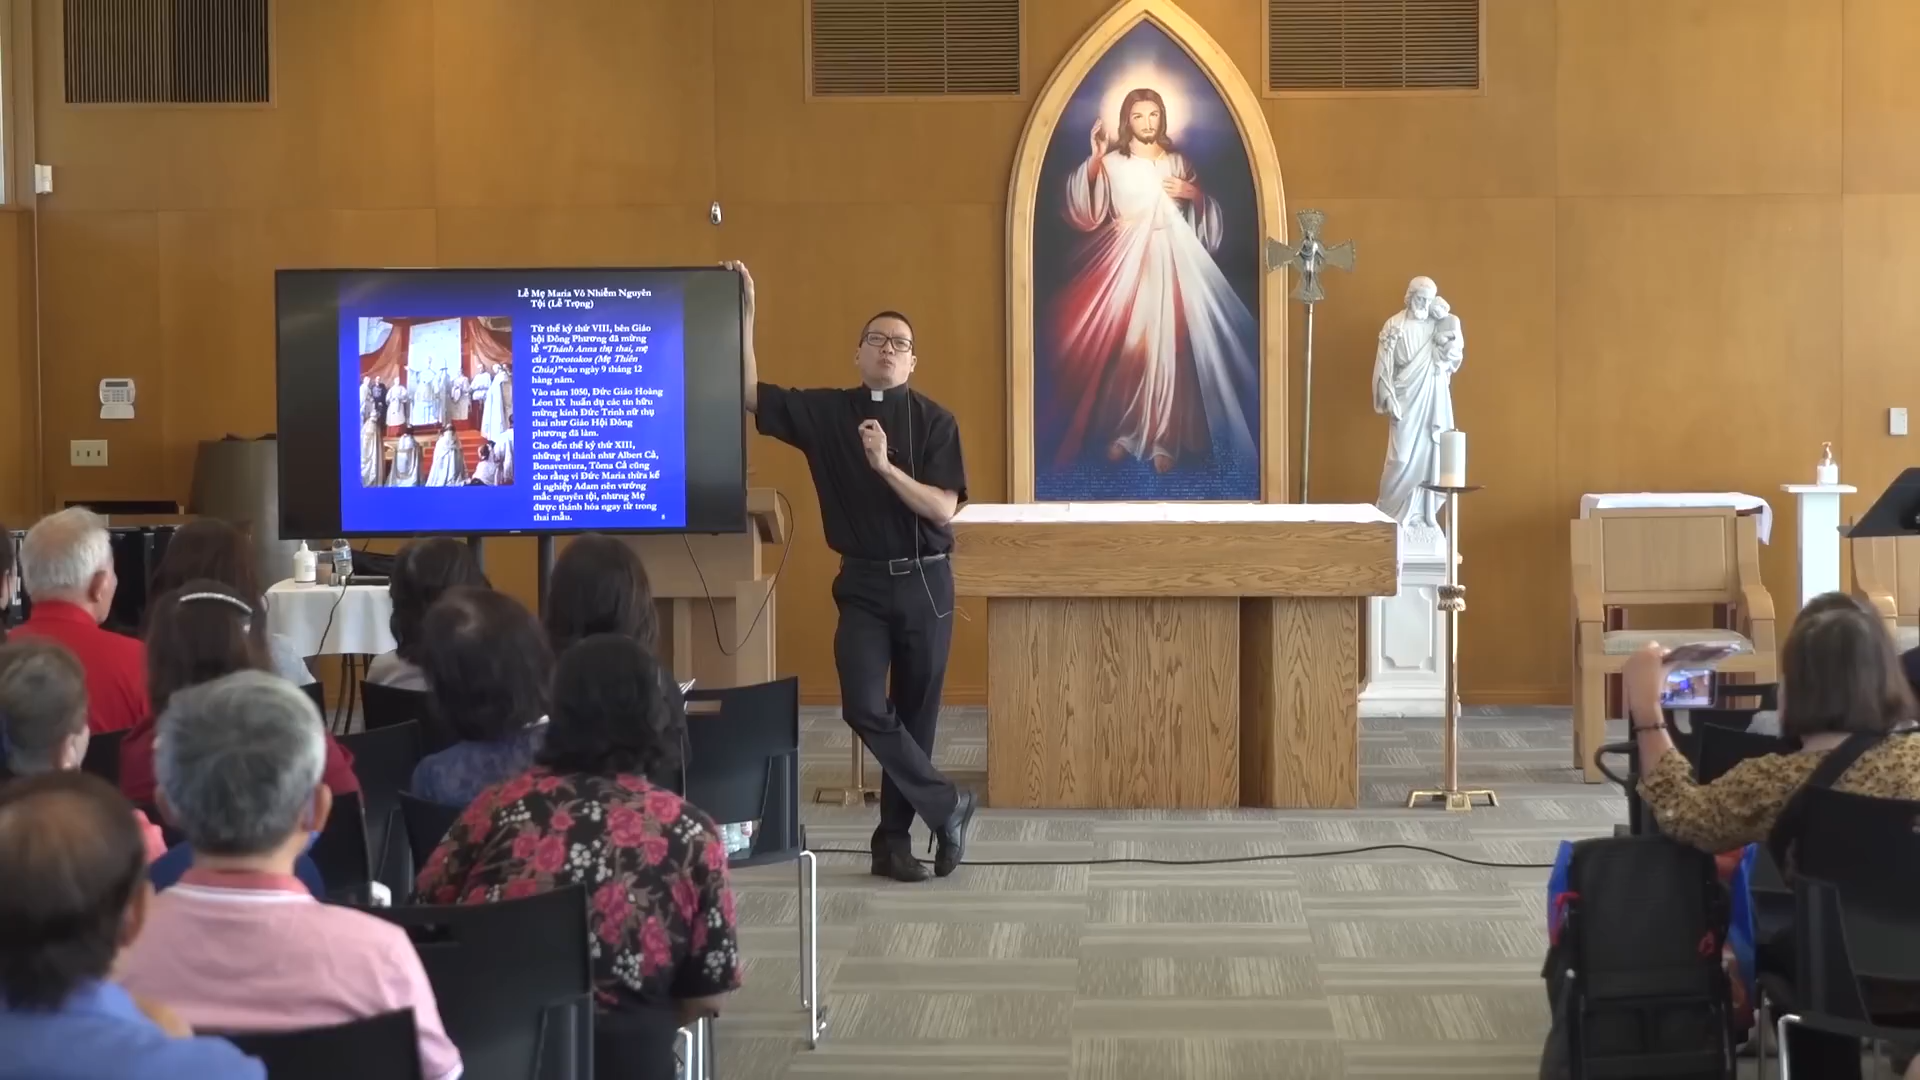 Lễ Mẹ Maria Vô Nhiễm Nguyên
Tội (Lễ Trọng)
Từ thế kỷ thứ VIII, bên Giáo
hội Đông Phương đã mừng
lễ "Thánh Anna thụ thai, mẹ
của Theotokos (Mẹ Thiên
Chúa)" vào ngày 9 tháng 12
hàng năm.
Vào năm 1050, Đức Giáo Hoàng
Léon IX huấn dụ các tín hữu
mừng kính Đức Trinh nữ thụ
thai như Giáo Hội Đông
phương đã làm.
Cho đến thế kỷ thứ XIII,
những vị thánh như Albert Cả,
Bonaventura, Tôma Cả cũng
cho rằng vì Đức Maria thừa kế
di nghiệp Adam nên vướng
mắc nguyên tội, nhưng Mẹ
được thánh hóa ngay từ trong
thai mẫu.
8